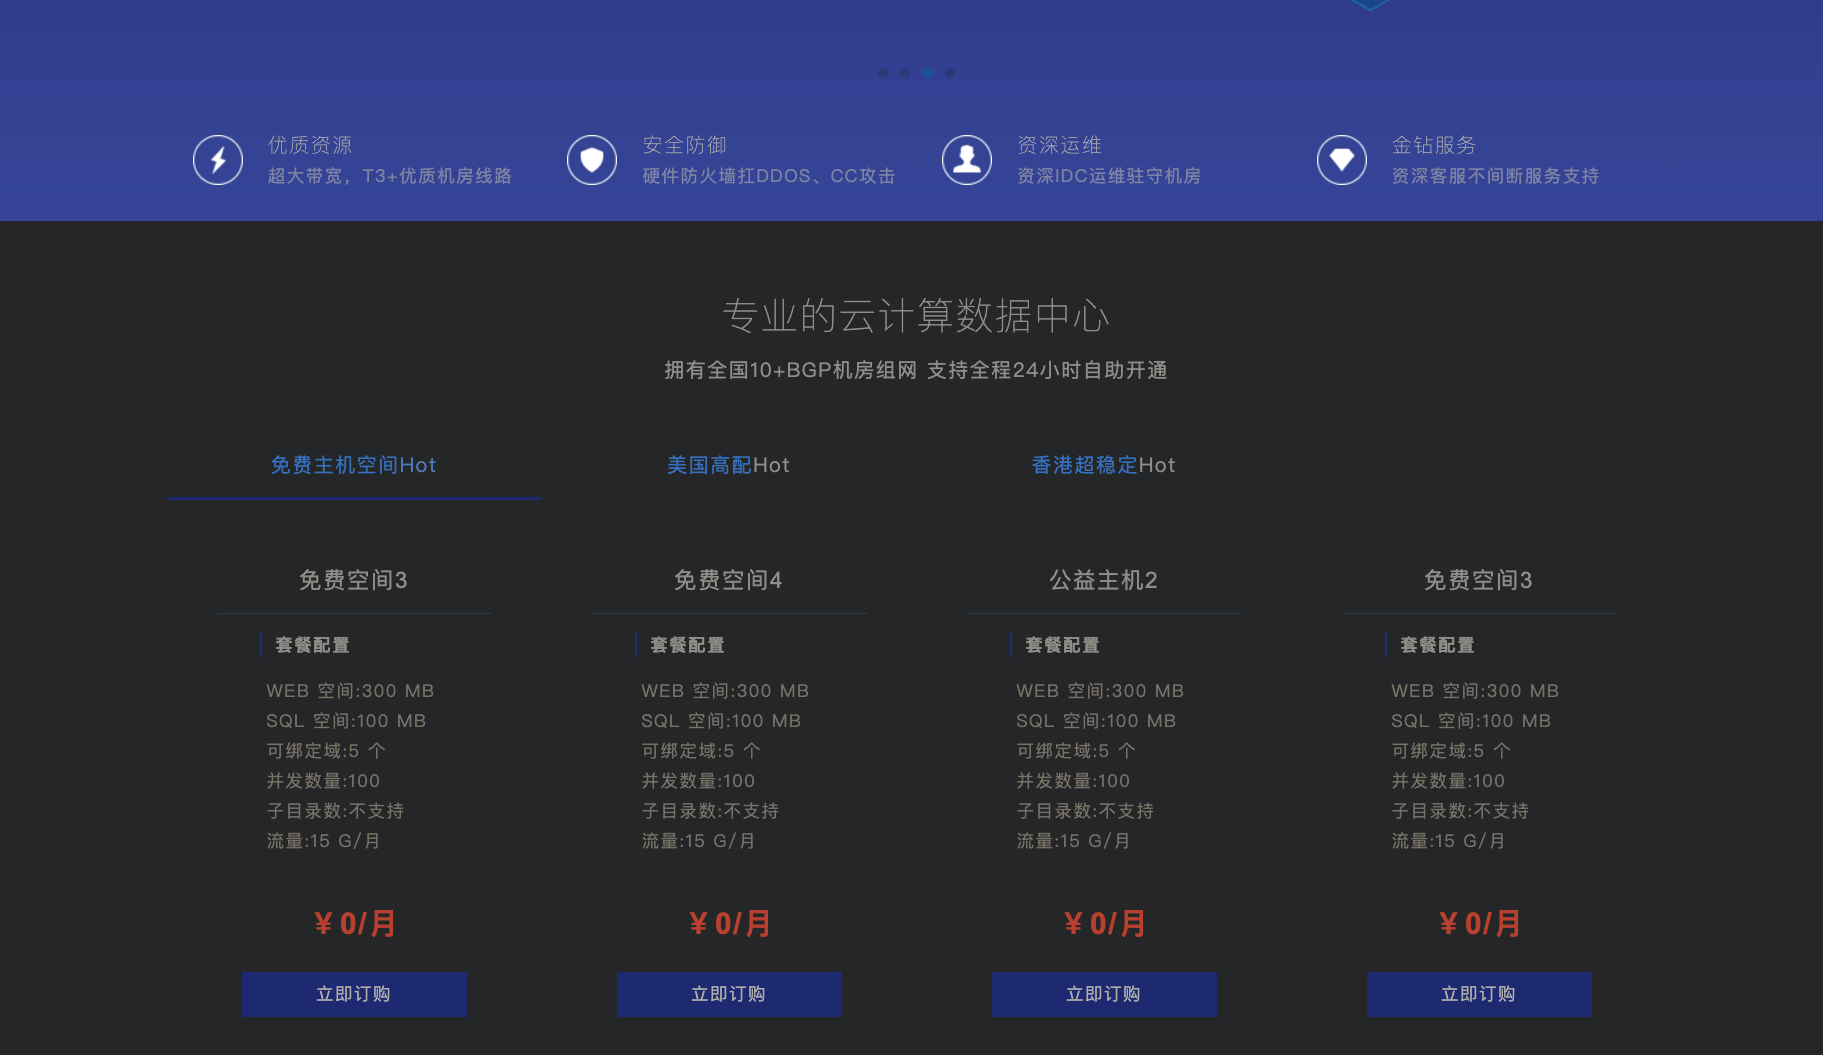 优质资源
超大带宽，T3+优质机房线路
安全防御
硬件防火墙扛DDOS、CC攻击
资深运维
资深IDC运维驻守机房
金钻服务
资深客服不间断服务支持
专业的云计算数据中心
拥有全国10+BGP机房组网 支持全程24小时自助开通
免费主机空间Hot
美国高配Hot
香港超稳定Hot
免费空间3
套餐配置
WEB 空间:300 MB
SQL 空间:100 MB
可绑定域:5 个
并发数量:100
子目录数:不支持
流量:15 G/月
¥ 0/月
立即订购
免费空间4
套餐配置
WEB 空间:300 MB
SQL 空间:100 MB
可绑定域:5 个
并发数量:100
子目录数:不支持
流量:15 G/月
¥ 0/月
立即订购
公益主机2
套餐配置
WEB 空间:300 MB
SQL 空间:100 MB
可绑定域:5 个
并发数量:100
子目录数:不支持
流量:15 G/月
¥ 0/月
立即订购
免费空间3
套餐配置
WEB 空间:300 MB
SQL 空间:100 MB
可绑定域:5 个
并发数量:100
子目录数:不支持
流量:15 G/月
¥ 0/月
立即订购